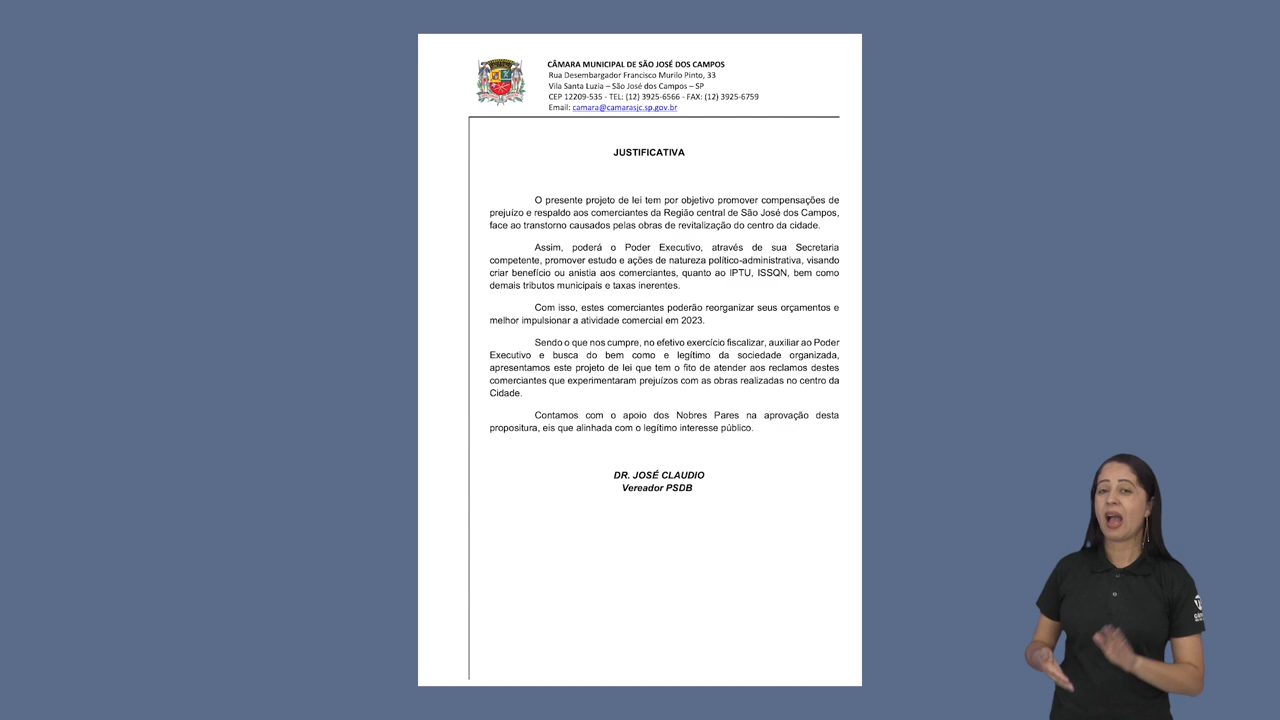 CÂMARA MUNICIPAL DE SÃO JOSÉ DOS CAMPOS
Rua Desembargador Francisco Murilo Pinto, 33
Vila Santa Luzia – São José dos Campos – SP
CEP 12209-535 - TEL: (12) 3925-6566 - FAX: (12) 3925-6759
Email: camara@camarasjc.sp.gov.br
JUSTIFICATIVA
O presente projeto de lei tem por objetivo promover compensações de
prejuízo e respaldo aos comerciantes da Região central de São José dos Campos,
face ao transtorno causados pelas obras de revitalização do centro da cidade.
Assim, poderá o Poder Executivo, através de sua Secretaria
competente, promover estudo e ações de natureza político-administrativa, visando
criar benefício ou anistia aos comerciantes, quanto ao IPTU, ISSQN, bem como
demais tributos municipais e taxas inerentes.
Com isso, estes comerciantes poderão reorganizar seus orçamentos e
melhor impulsionar a atividade comercial em 2023.
Sendo o que nos cumpre, no efetivo exercício fiscalizar, auxiliar ao Poder
Executivo e busca do bem como e legítimo da sociedade organizada,
apresentamos este projeto de lei que tem o fito de atender aos reclamos destes
comerciantes que experimentaram prejuízos com as obras realizadas no centro da
Cidade.
Contamos com o apoio dos Nobres Pares na aprovação desta
propositura, eis que alinhada com o legítimo interesse público.
DR. JOSÉ CLAUDIO
Vereador PSDB